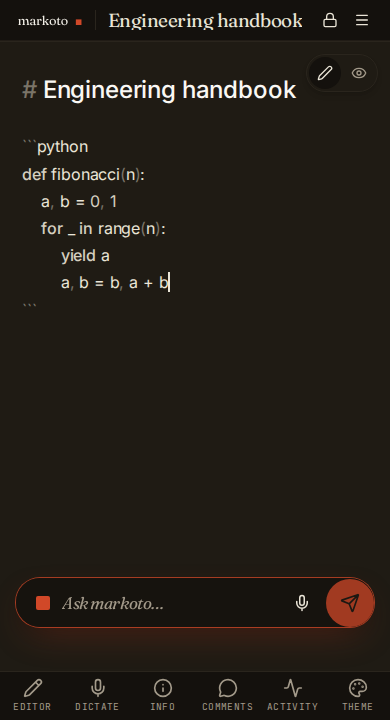 markoto
Engineering handbook
# Engineering handbook
```python
def fibonacci(n):
    a, b = 0, 1
    for _ in range(n):
        yield a
        a, b = b, a + b
```
Ask markoto...
EDITOR DICTATE INFO COMMENTS ACTIVITY THEME